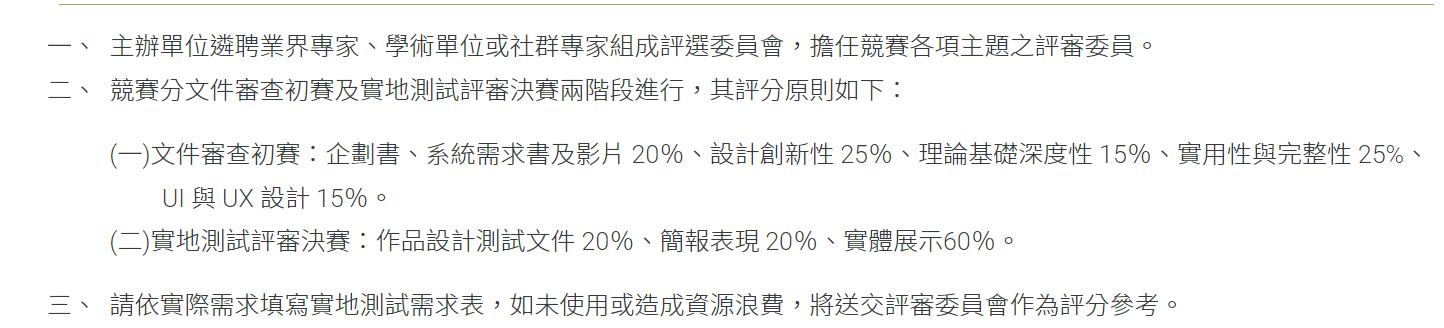 一、 主辦單位遴聘業界專家、學術單位或社群專家組成評選委員會，擔任競賽各項主題之評審委員。
二、 競賽分文件審查初賽及實地測試評審決賽兩階段進行，其評分原則如下：
(一)文件審查初賽：企劃書、系統需求書及影片 20%、設計創新性 25%、理論基礎深度性 15%、實用性與完整性 25%、
UI 與 UX 設計 15%。
(二)實地測試評審決賽：作品設計測試文件 20%、簡報表現 20%、實體展示60%。
三、 請依實際需求填寫實地測試需求表，如未使用或造成資源浪費，將送交評審委員會作為評分參考。